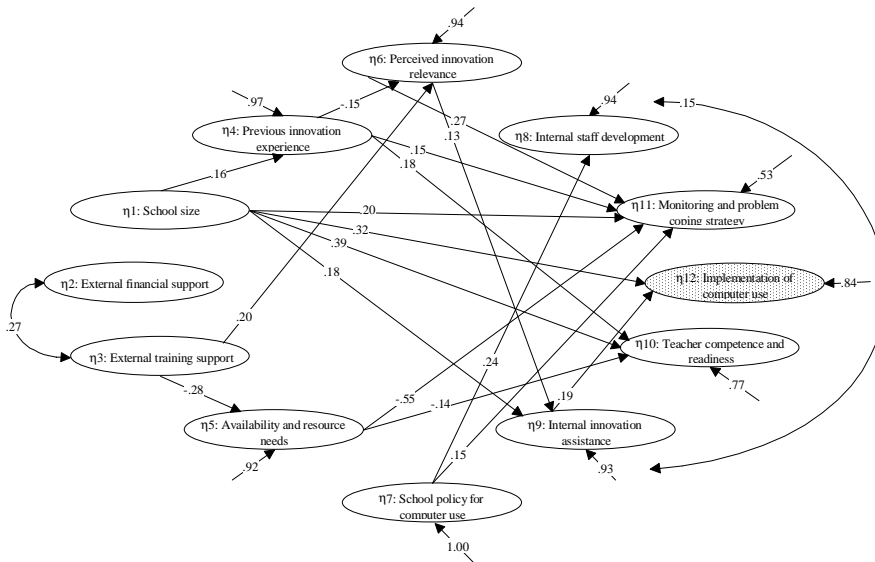 .94
η6: Perceived innovation
relevance
.97
-.15
.94
.15
η4: Previous innovation
experience
.27
.13
η8: Internal staff development
.16
.15
.18
.53
η1: School size
.20
η11: Monitoring and problem
coping strategy
.32
.39
.18
η2: External financial support
η12: Implementation of
computer use
.84
.27
.20
η3: External training support
η10: Teacher competence and
readiness
.24
-.28
.77
.19
-.55
-.14
η5: Availability and resource
needs
η9: Internal innovation
assistance
.15
.92
.93
η7: School policy for
computer use
1.00